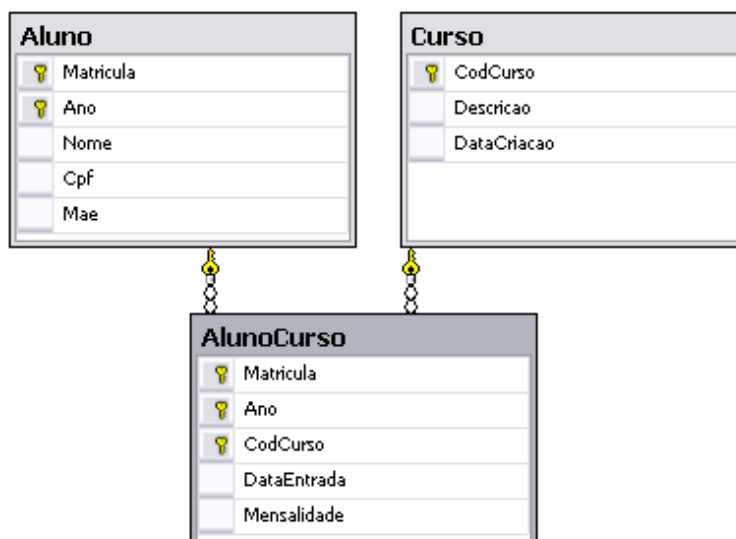 Aluno
Matricula
Ano
Nome
Cpf
Mae
Curso
CodCurso
Descricao
DataCriacao
AlunoCurso
Matricula
Ano
CodCurso
DataEntrada
Mensalidade